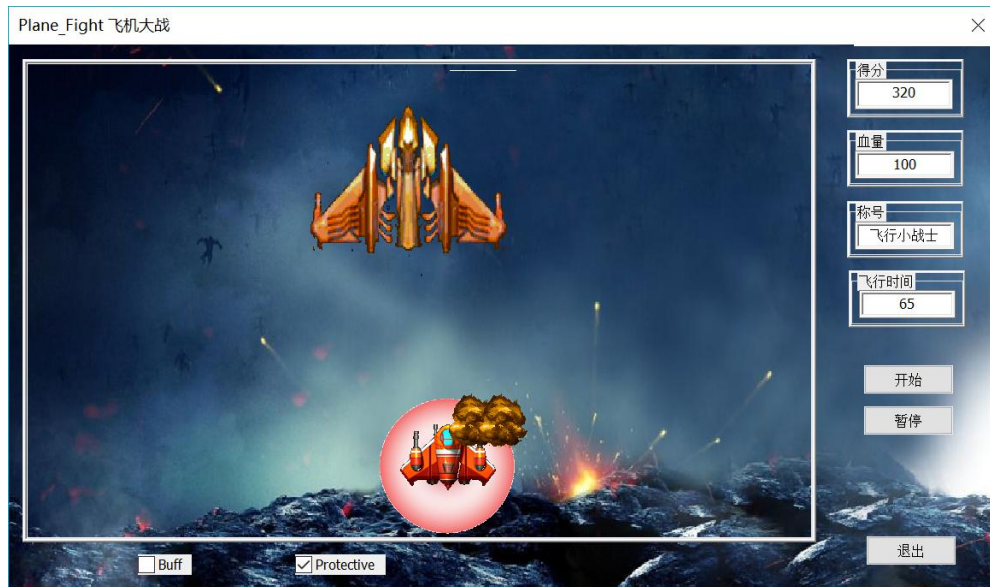 Plane_Fight 飞机大战
得分
320
血量
100
称号
飞行小战士
飞行时间
65
开始
暂停
退出
Buff
Protective